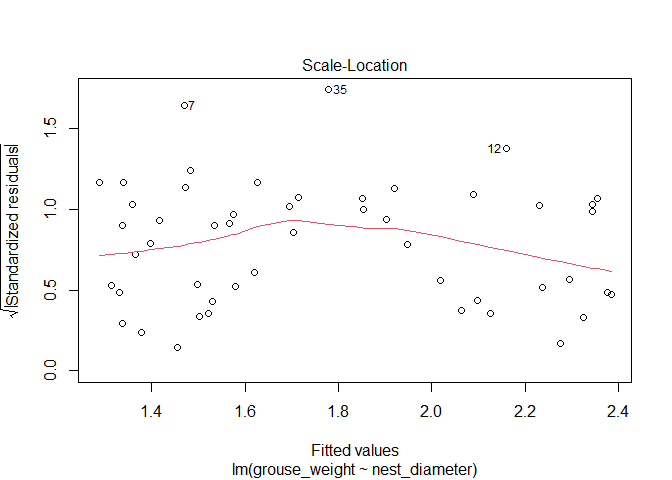 Scale-Location
√|Standardized residuals|
1.5
1.0
0.5
0.0
7
35
12
1.4 1.6 1.8 2.0 2.2 2.4
Fitted values
lm(grouse_weight ~ nest_diameter)